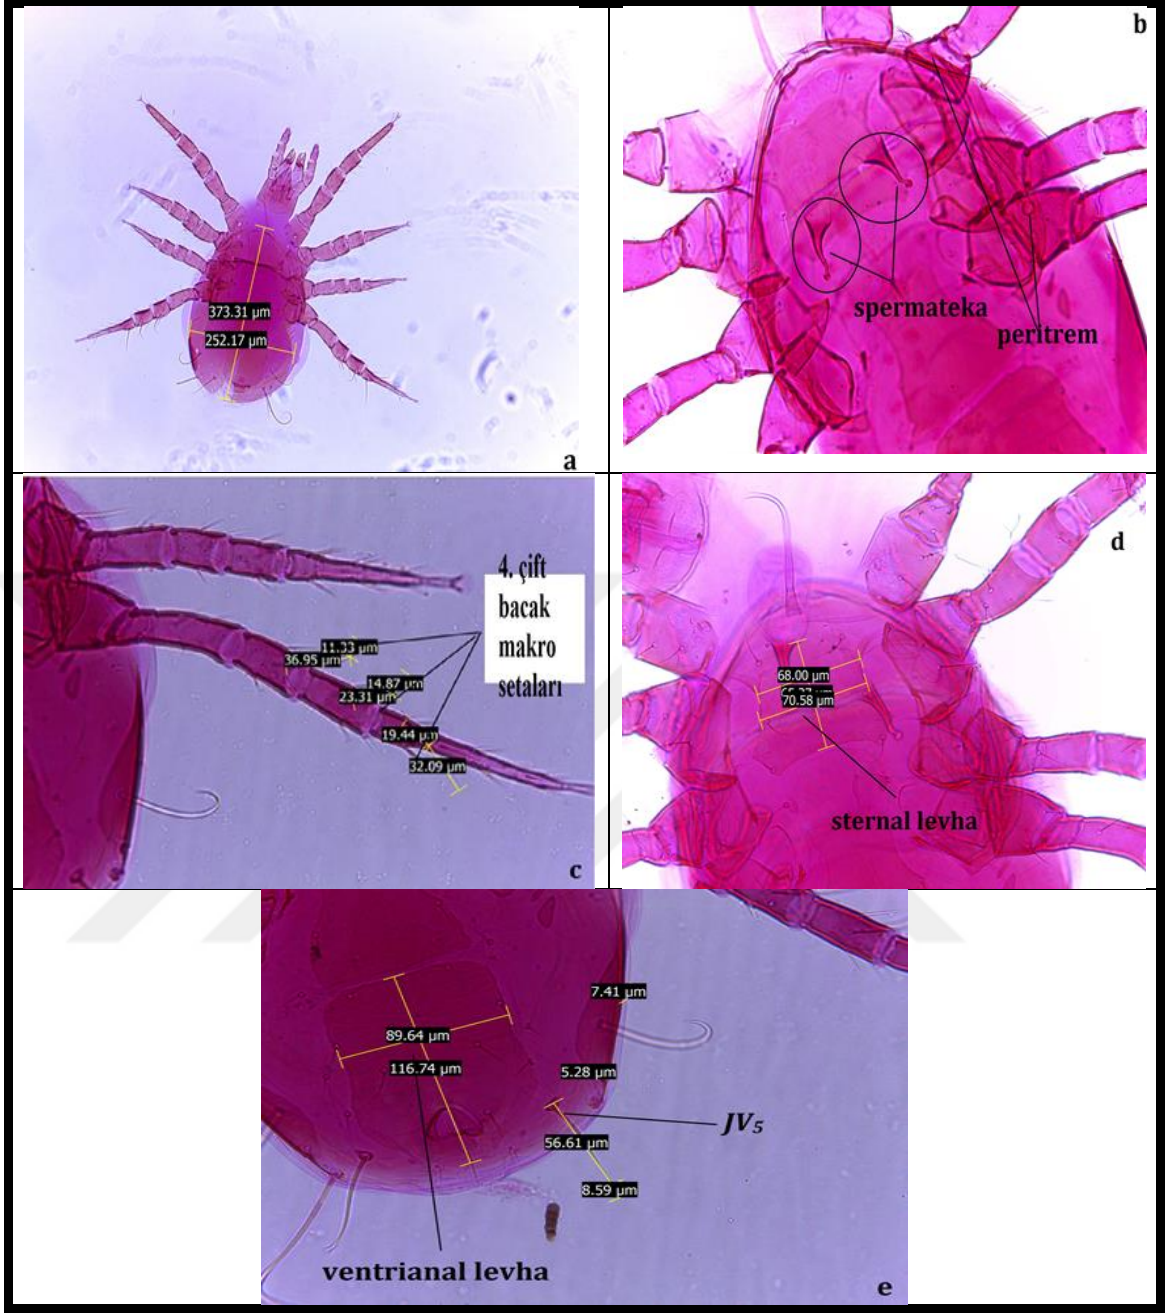 373.31 µm
252.17 µm
a
b
spermateka
peritrem
4. çift
bacak
makro
setaları
11.33 µm
36.95 µm
14.87 µm
23.31 µm
19.44 µm
32.09 µm
c
d
68.00 µm
70.58 µm
sternal levha
7.41 µm
89.64 µm
116.74 µm
5.28 µm
JV5
56.61 µm
8.59 µm
ventrianal levha
e